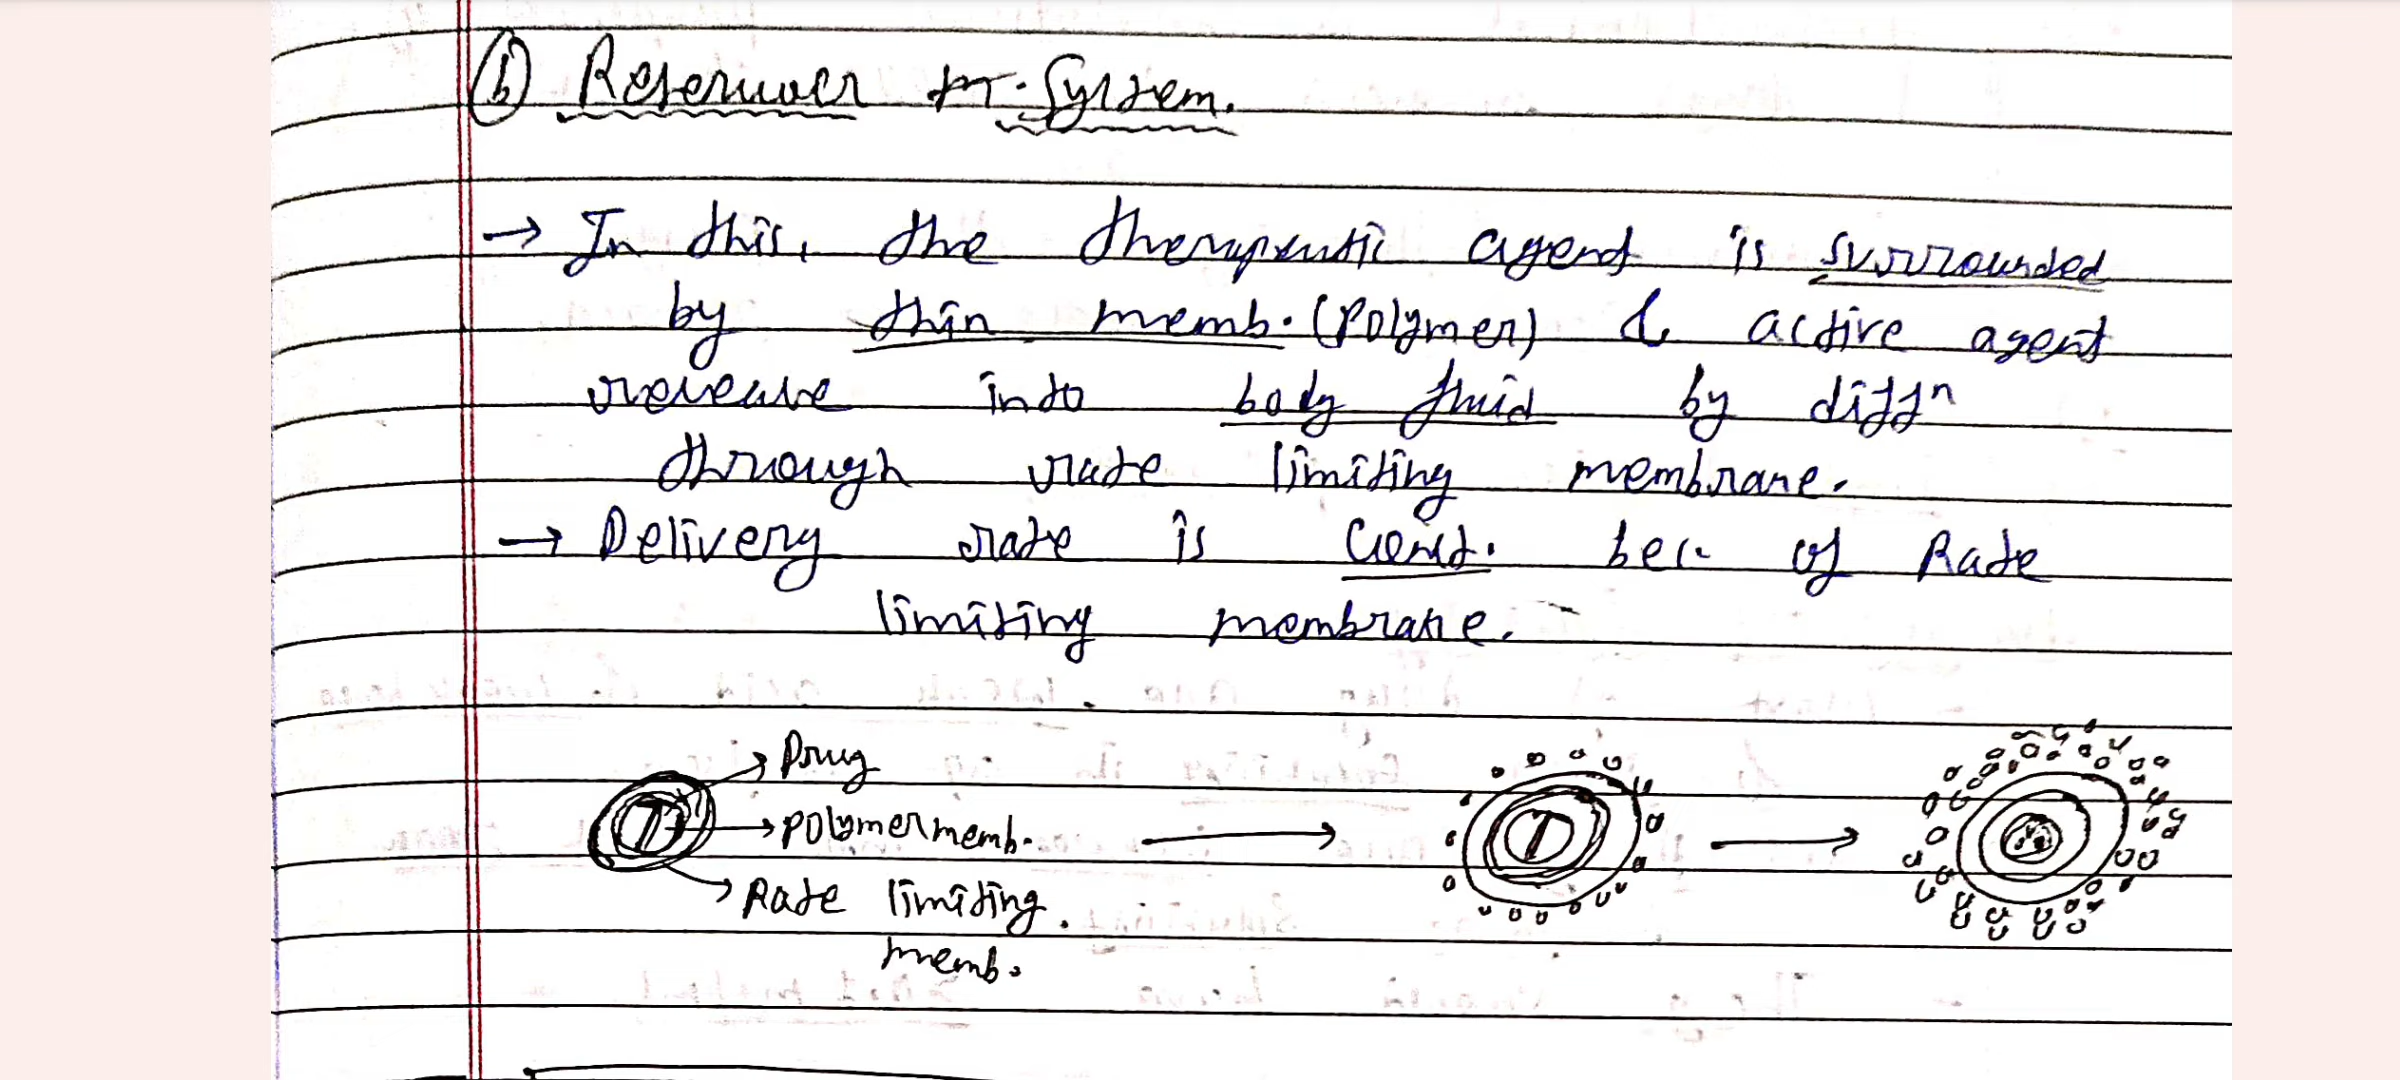 (b) Reservuoir System.
→ In this, the therapeutic agent is surrounded
by thin memb. (Polymer) & active agent
release into body fluid by diffn
through rate limiting membrane.
→ Delivery rate is const. bec. of Rate
limiting membrane.
Drug
polymer memb.
Rate limiting.
memb.